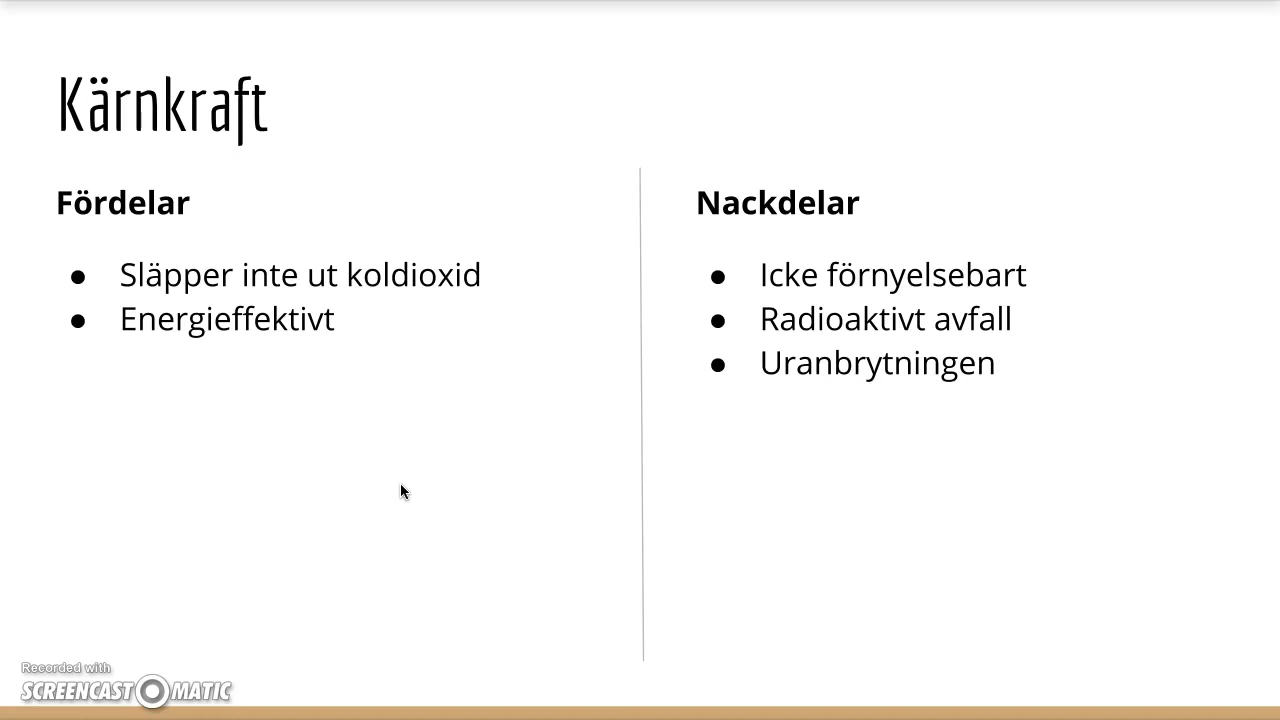 Kärnkraft
Fördelar
● Släpper inte ut koldioxid
● Energieffektivt
Nackdelar
● Icke förnyelsebart
● Radioaktivt avfall
● Uranbrytningen
Recorded with
SCREENCAST MATIC